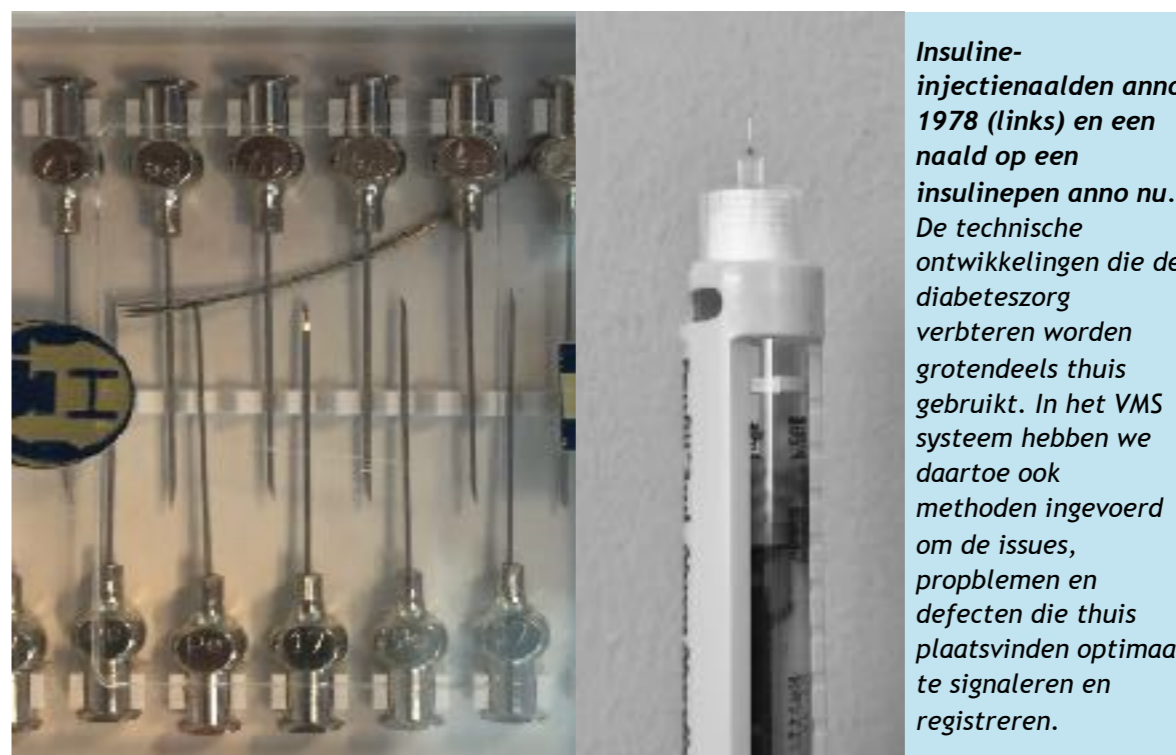 Insuline-
injectienaalden anno
1978 (links) en een
naald op een
insulinepen anno nu.
De technische
ontwikkelingen die de
diabeteszorg
verbteren worden
grotendeels thuis
gebruikt. In het VMS
systeem hebben we
daartoe ook
methoden ingevoerd
om de issues,
propblemen en
defecten die thuis
plaatsvinden optimaa
te signaleren en
registreren.